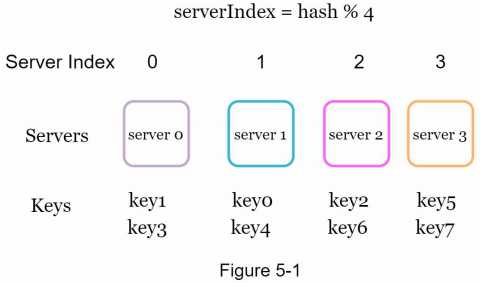 serverIndex = hash % 4
Server Index 0 1 2 3
Servers server 0 server 1 server 2 server 3
Keys key1 key0 key2 key5
key3 key4 key6 key7
Figure 5-1